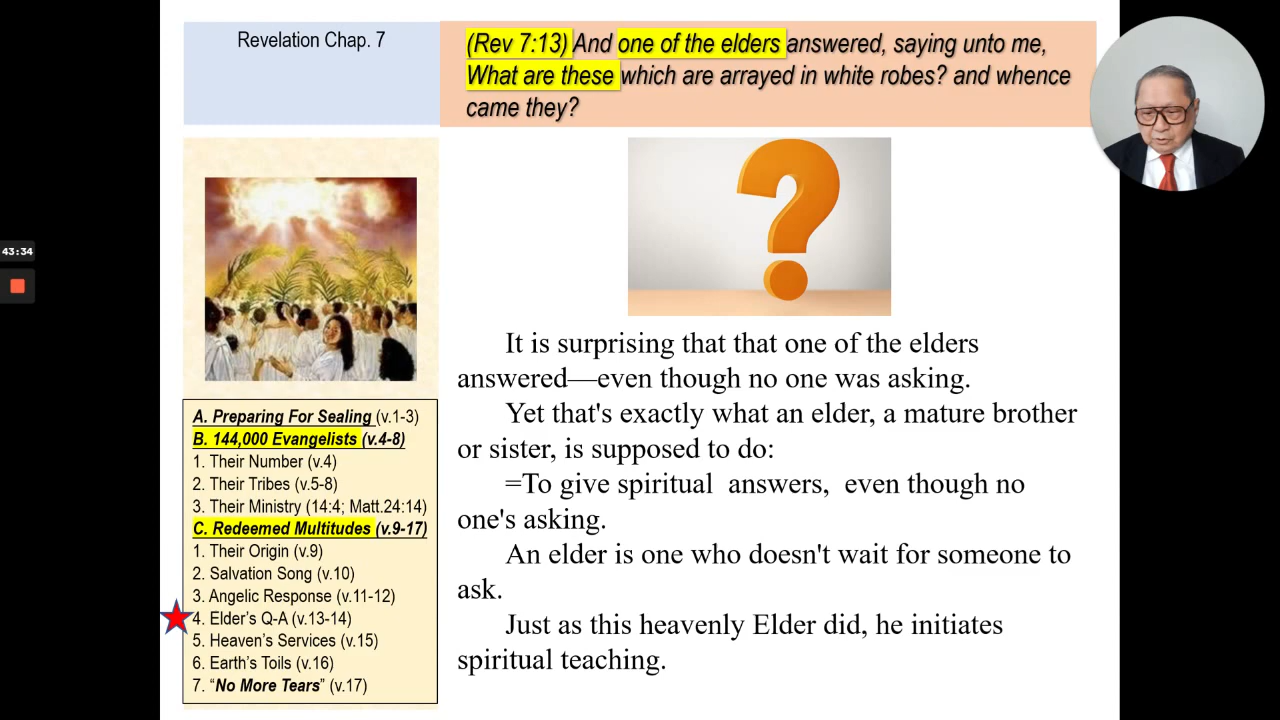 Revelation Chap. 7
(Rev 7:13) And one of the elders answered, saying unto me,
What are these which are arrayed in white robes? and whence
came they?
43:34
It is surprising that that one of the elders
answered—even though no one was asking.
Yet that's exactly what an elder, a mature brother
or sister, is supposed to do:
=To give spiritual  answers,  even though no
one's asking.
An elder is one who doesn't wait for someone to
ask.
Just as this heavenly Elder did, he initiates
spiritual teaching.
A. Preparing For Sealing (v.1-3)
B. 144,000 Evangelists (v.4-8)
1. Their Number (v.4)
2. Their Tribes (v.5-8)
3. Their Ministry (14:4; Matt.24:14)
C. Redeemed Multitudes (v.9-17)
1. Their Origin (v.9)
2. Salvation Song (v.10)
3. Angelic Response (v.11-12)
4. Elder’s Q-A (v.13-14)
5. Heaven’s Services (v.15)
6. Earth’s Toils (v.16)
7. “No More Tears” (v.17)